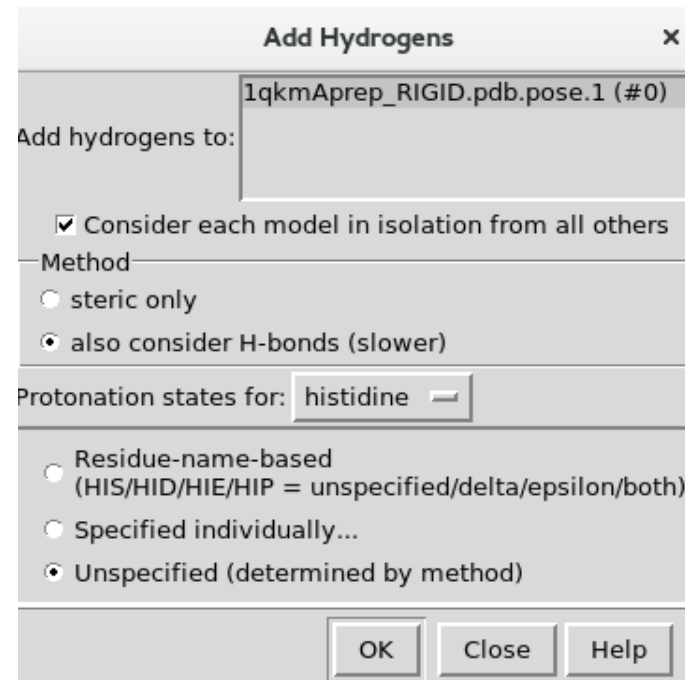 Add Hydrogens ×
1qkmAprep_RIGID.pdb.pose.1 (#0)
Add hydrogens to:
Consider each model in isolation from all others
Method
steric only
also consider H-bonds (slower)
Protonation states for: histidine
Residue-name-based
(HIS/HID/HIE/HIP = unspecified/delta/epsilon/both)
Specified individually...
Unspecified (determined by method)
OK Close Help